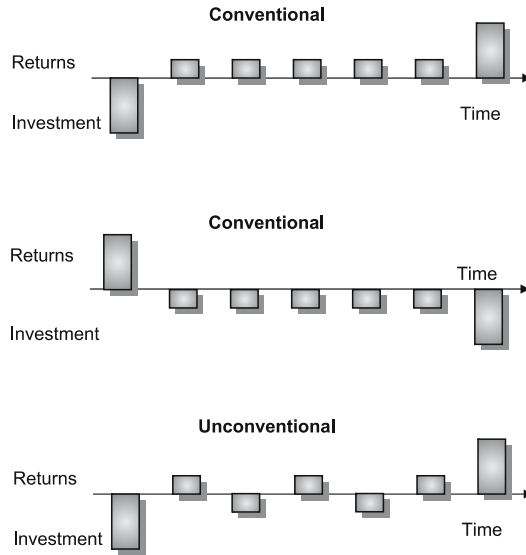 Conventional
Returns
Investment
Time
Conventional
Returns
Time
Investment
Unconventional
Returns
Investment
Time